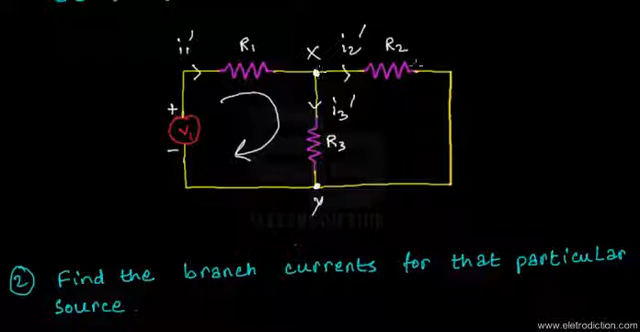 i1' R1 X i2' R2
+ i3'
V1
- R3
y
② Find the branch currents for that particular
source.
www.eletrodiction.com